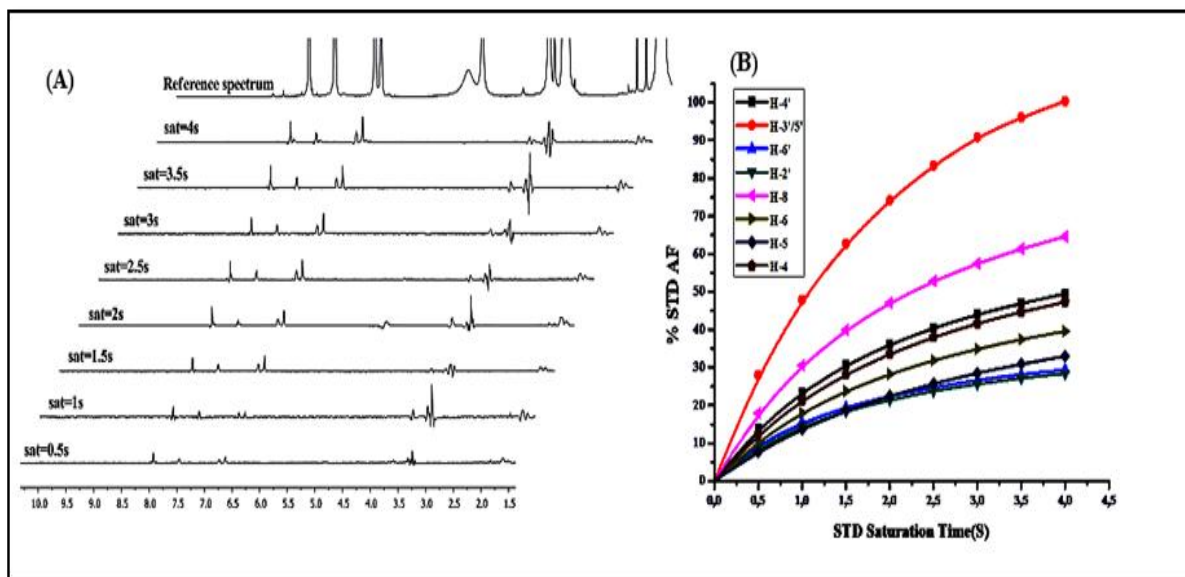 (A)
Reference spectrum
sat=4s
sat=3.5s
sat=3s
sat=2.5s
sat=2s
sat=1.5s
sat=1s
sat=0.5s
10.0 9.5 9.0 8.5 8.0 7.5 7.0 6.5 6.0 5.5 5.0 4.5 4.0 3.5 3.0 2.5 2.0 1.5
(B)
% STD AF
100
90
80
70
60
50
40
30
20
10
0
H-4'
H-3'/5'
H-6'
H-2'
H-8
H-6
H-5
H-4
0,0 0,5 1,0 1,5 2,0 2,5 3,0 3,5 4,0 4,5
STD Saturation Time(S)